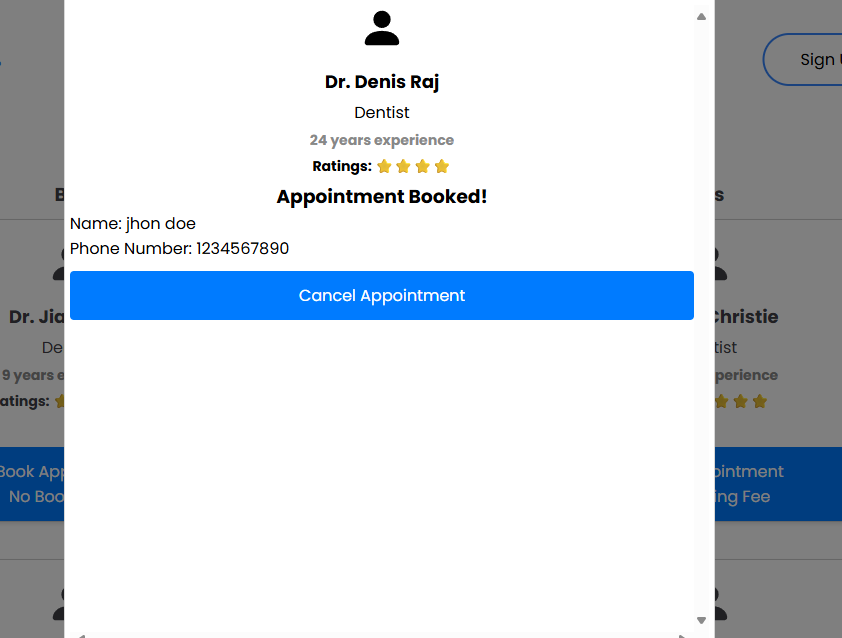 Sign U
B
s
Dr. Denis Raj
Dentist
24 years experience
Ratings:
Appointment Booked!
Name: jhon doe
Phone Number: 1234567890
Cancel Appointment
Dr. Jia
De
9 years e
atings:
Book App
No Boo
Christie
tist
perience
ointment
ing Fee